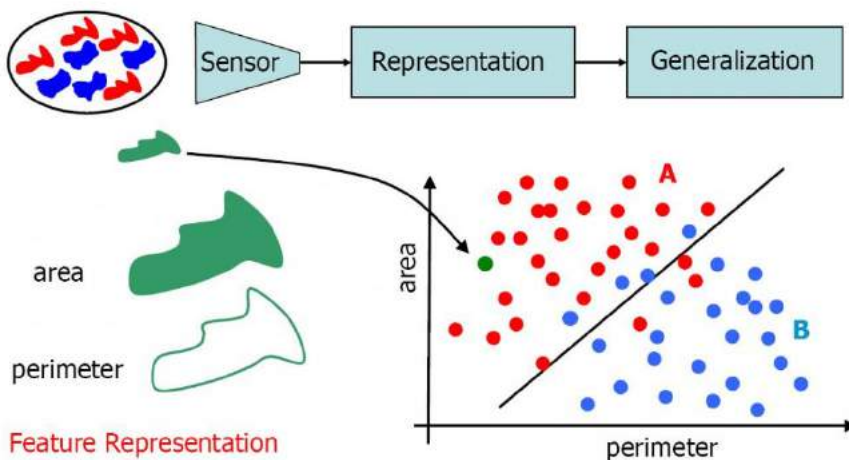 Sensor
Representation
Generalization
A
area
area
B
perimeter
perimeter
Feature Representation